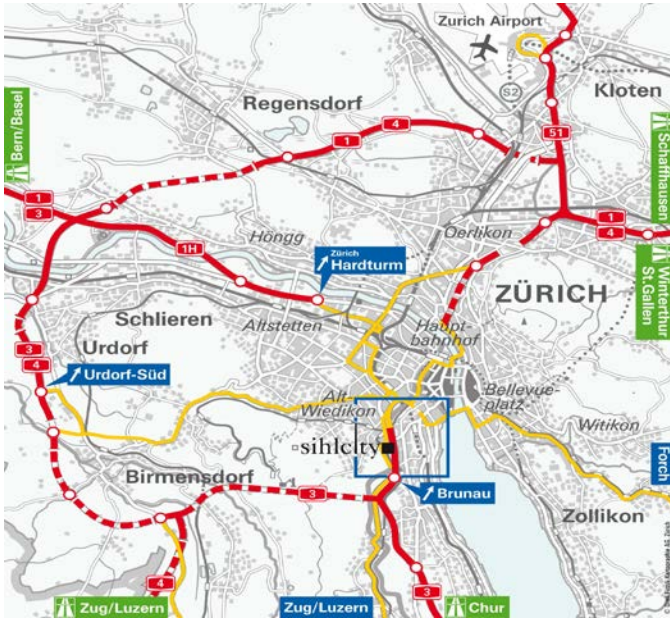 Zurich Airport
S2
Kloten
Regensdorf
4
1
51
Bern/Basel
Schaffhausen
1
3
1
4
Winterthur
St.Gallen
Höngg
Oerlikon
1H
Zürich
Hardturm
ZÜRICH
Schlieren
Altstetten
Haupt-
bahnhof
Urdorf
3
4
Urdorf-Süd
Alt-
Wiedikon
Bellevue-
platz
Witikon
sihlcity
Forch
Birmensdorf
3
Brunau
Zollikon
4
3
Zug/Luzern
Zug/Luzern
Chur